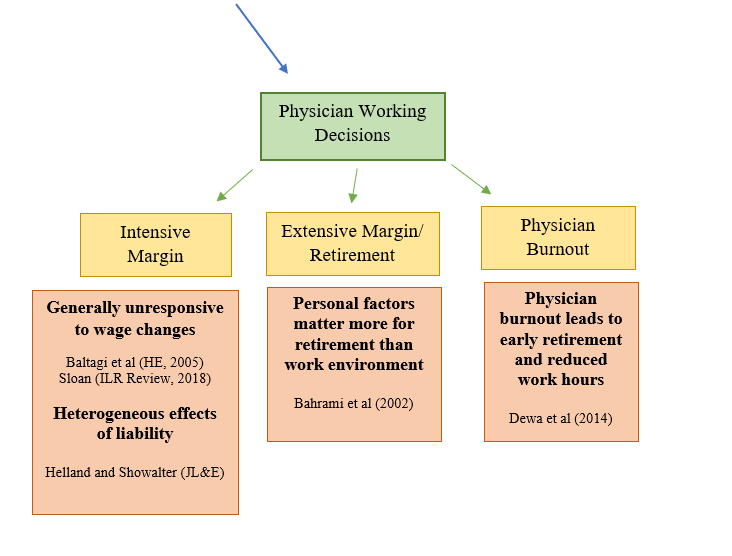 Physician Working
Decisions
Intensive
Margin
Generally unresponsive
to wage changes
Baltagi et al (HE, 2005)
Sloan (ILR Review, 2018)
Heterogeneous effects
of liability
Helland and Showalter (JL&E)
Extensive Margin/
Retirement
Personal factors
matter more for
retirement than
work environment
Bahrami et al (2002)
Physician
Burnout
Physician
burnout leads to
early retirement
and reduced
work hours
Dewa et al (2014)